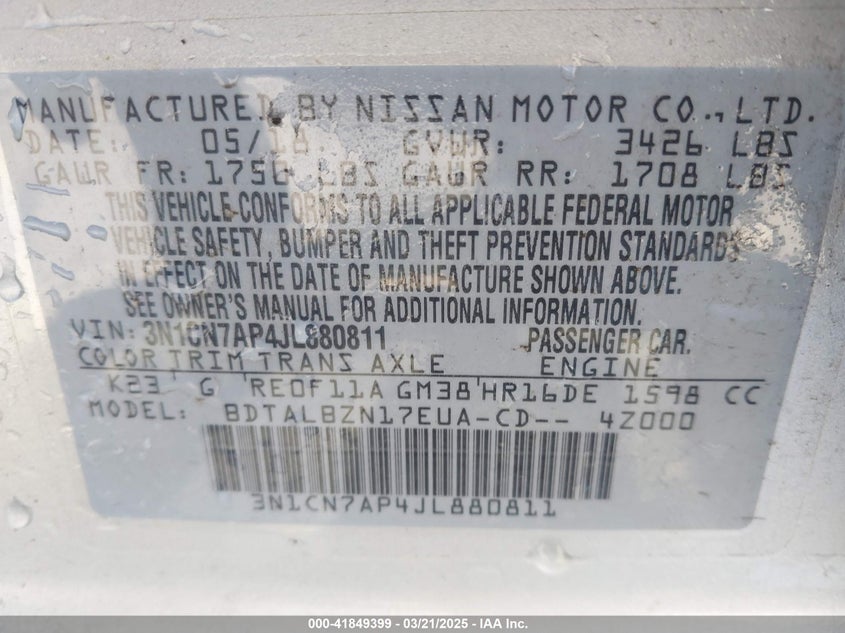 MANUFACTURED BY NISSAN MOTOR CO., LTD.
DATE: 05/18 GVWR: 3426 LBS
GAWR FR: 1750 LBS GAWR RR: 1708 LBS
THIS VEHICLE CONFORMS TO ALL APPLICABLE FEDERAL MOTOR
VEHICLE SAFETY, BUMPER AND THEFT PREVENTION STANDARDS
IN EFFECT ON THE DATE OF MANUFACTURE SHOWN ABOVE.
SEE OWNER'S MANUAL FOR ADDITIONAL INFORMATION.
VIN: 3N1CN7AP4JL880811 PASSENGER CAR.
COLOR TRIM TRANS AXLE ENGINE
K23 G RE0F11A GM38 HR16DE 1598 CC
MODEL: BDTALBZN17EUA-CD-- 4Z000
3N1CN7AP4JL880811
000-41849399 | 03/21/2025 - IAA Inc.